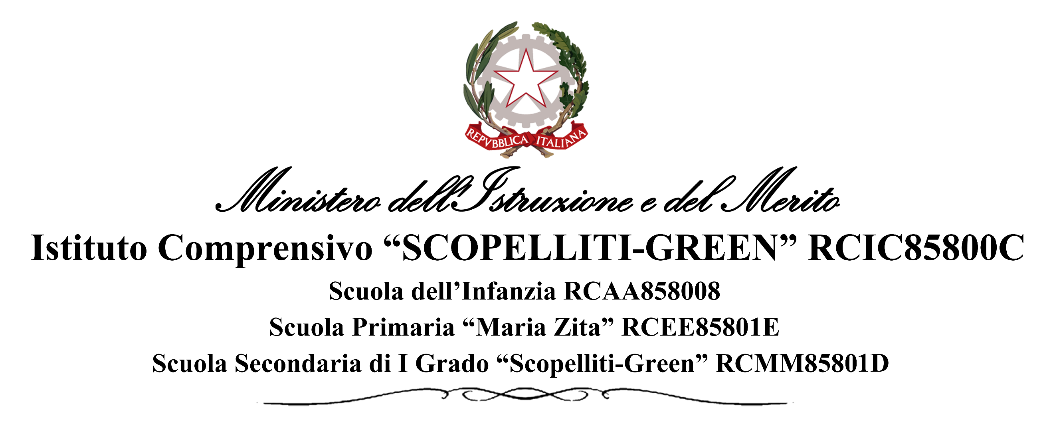 REPVBBLICA ITALIANA
Ministero dell'Istruzione e del Merito
Istituto Comprensivo “SCOPELLITI-GREEN” RCIC85800C
Scuola dell’Infanzia RCAA858008
Scuola Primaria “Maria Zita” RCEE85801E
Scuola Secondaria di I Grado “Scopelliti-Green” RCMM85801D